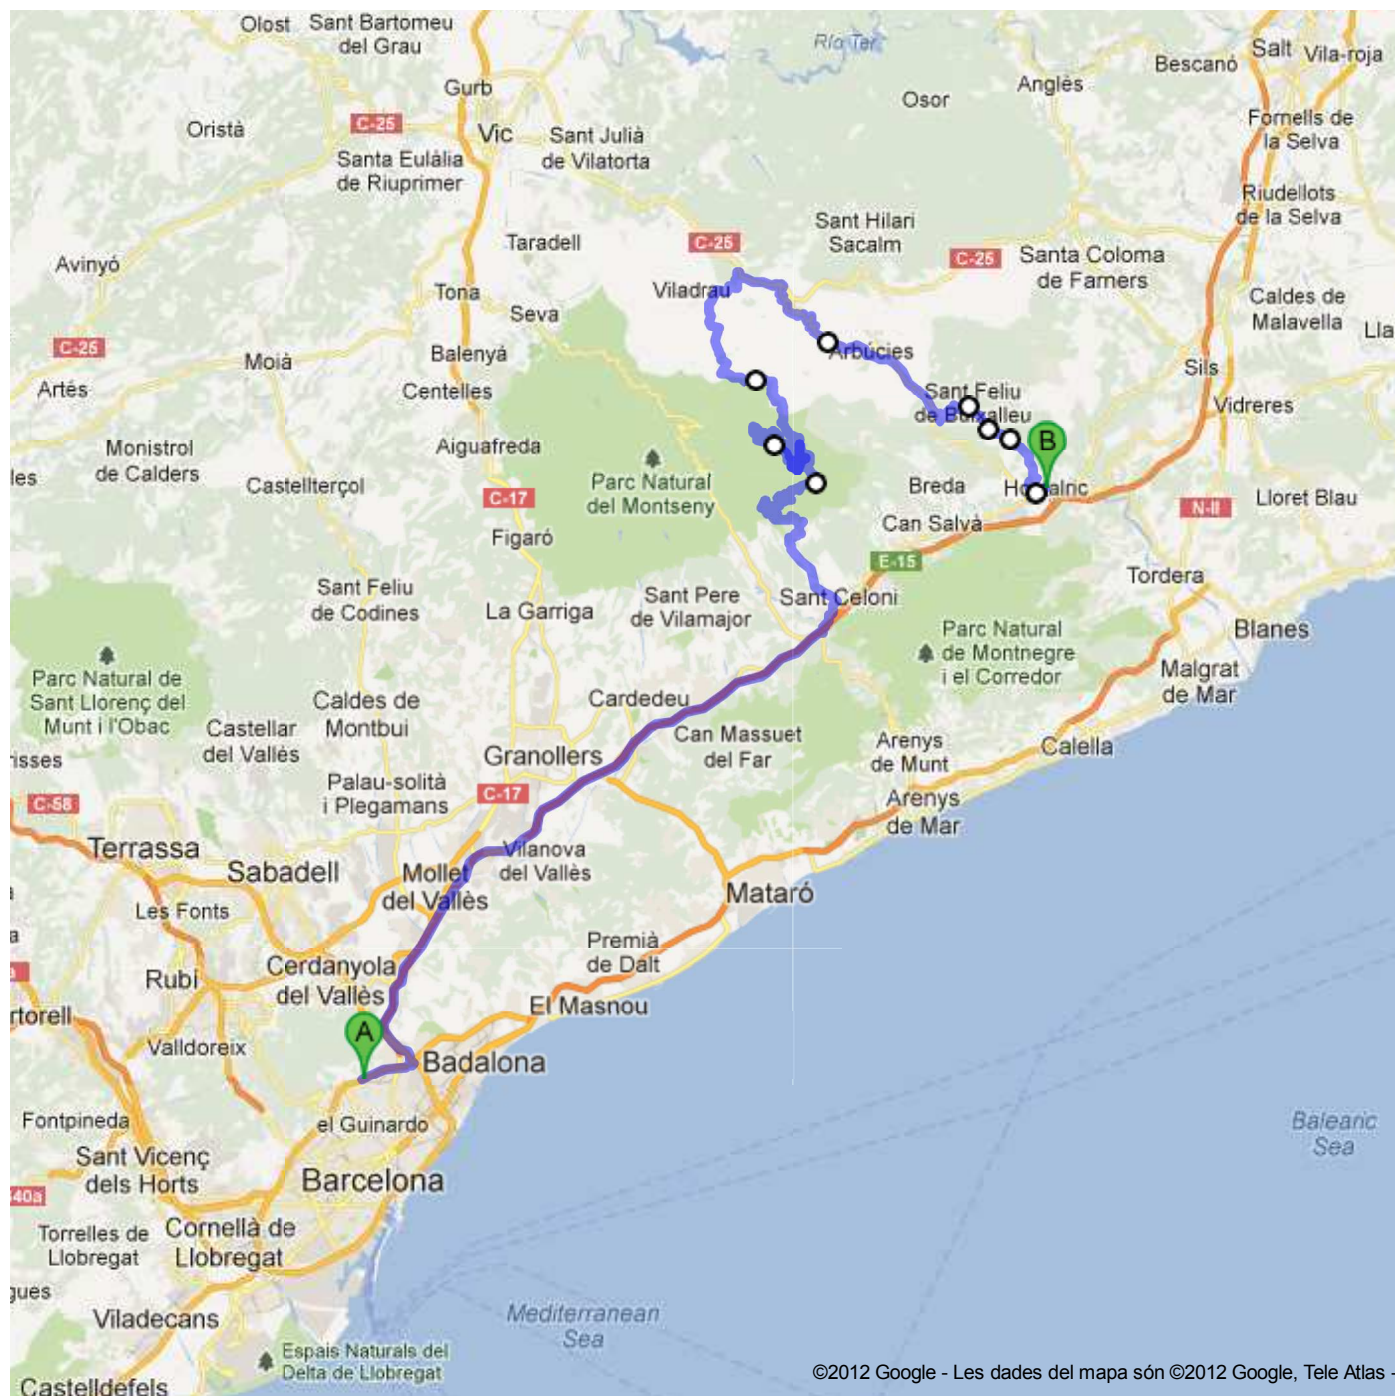 Olost
Sant Bartomeu
del Grau
Riu Ter
Salt
Vila-roja
Bescanó
Gurb
Anglès
Osor
Oristà
C-25
Vic
Sant Julià
de Vilatorta
Fornells de
la Selva
Santa Eulàlia
de Riuprimer
Riudellots
de la Selva
Sant Hilari
Sacalm
Taradell
C-25
C-25
Santa Coloma
de Farners
Avinyó
Tona
Viladrau
Caldes de
Malavella
Seva
Lla
C-25
Moià
Balenyá
Arbúcies
Sils
Artés
Centelles
Sant Feliu
de Buixalleu
Vidreres
Monistrol
de Calders
Aiguafreda
B
les
Castellterçol
Parc Natural
del Montseny
Breda
Lloret Blau
C-17
N-II
Can Salvà
Figaró
E-15
Tordera
Sant Feliu
de Codines
La Garriga
Sant Pere
de Vilamajor
Sant Celoni
Blanes
Parc Natural
de Montnegre
i el Corredor
Parc Natural de
Sant Llorenç del
Munt i l'Obac
Malgrat
de Mar
Caldes de
Montbui
Cardedeu
Castellar
del Vallés
Can Massuet
del Far
Arenys
de Munt
Calella
risses
Granollers
Palau-solità
i Plegamans
C-17
C-58
Arenys
de Mar
Terrassa
Vilanova
del Vallès
Sabadell
Mollet
del Vallès
Mataró
Les Fonts
a
Premià
de Dalt
Cerdanyola
del Vallès
Rubí
El Masnou
rtorell
A
Valldoreix
Badalona
Fontpineda
el Guinardo
Balearic
Sea
Sant Vicenç
dels Horts
Barcelona
40a
Torrelles de
Llobregat
Cornellà de
Llobregat
gues
Viladecans
Mediterranean
Sea
Espais Naturals del
Delta de Llobregat
Castelldefels
©2012 Google - Les dades del mapa són ©2012 Google, Tele Atlas -